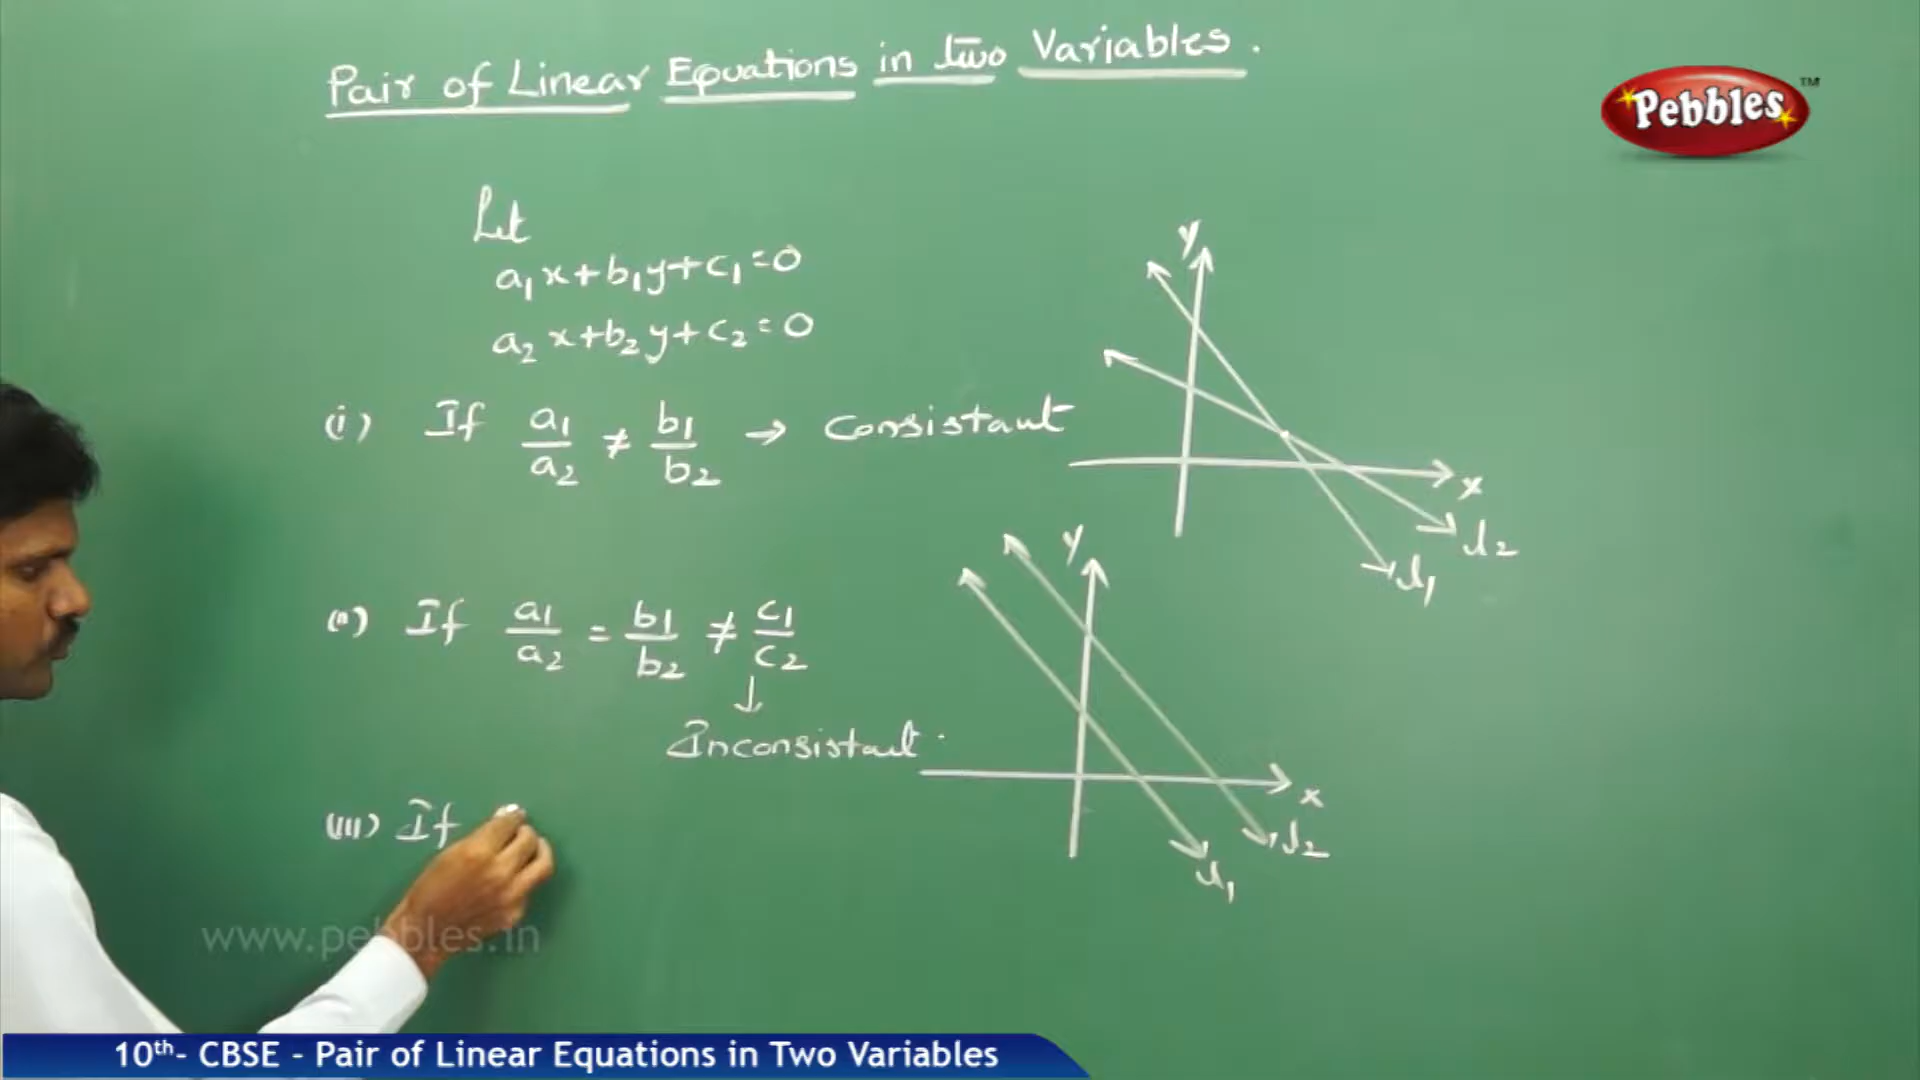 Pair of Linear Equations in two Variables.
Pebbles™
Let
a₁x+b₁y+c₁=0
a₂x+b₂y+c₂=0
(i) If a₁/a₂ ≠ b₁/b₂ → Consistant
(ii) If a₁/a₂ = b₁/b₂ ≠ c₁/c₂
↓
Inconsistant.
(iii) If
y
x
l₂
l₁
y
x
l₂
l₁
www.pebbles.in
10th- CBSE - Pair of Linear Equations in Two Variables